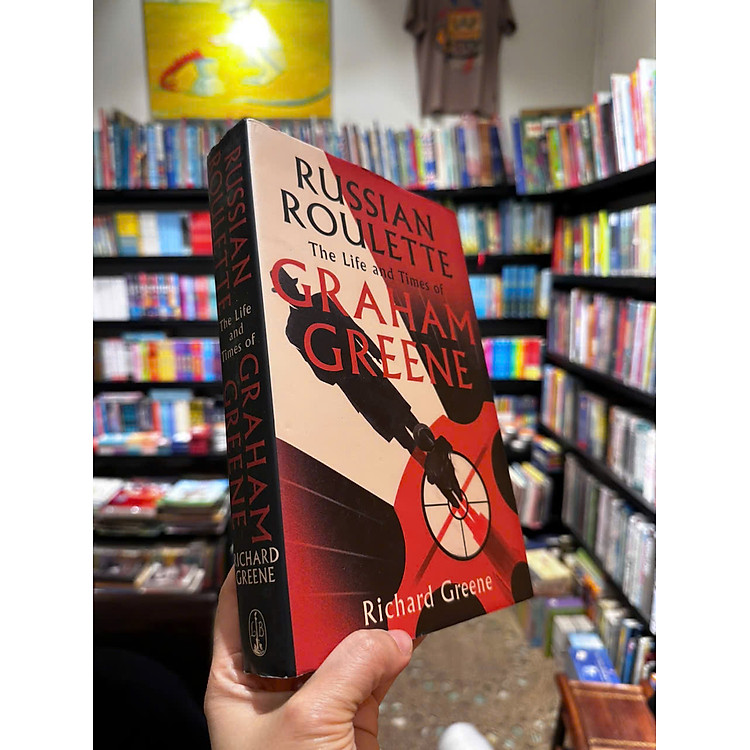 RUSSIAN
ROULETTE
The Life and Times of
GRAHAM
GREENE
Richard Greene
RUSSIAN
ROULETTE
The Life
and
Times of
GRAHAM
GREENE
RICHARD
GREENE
L B